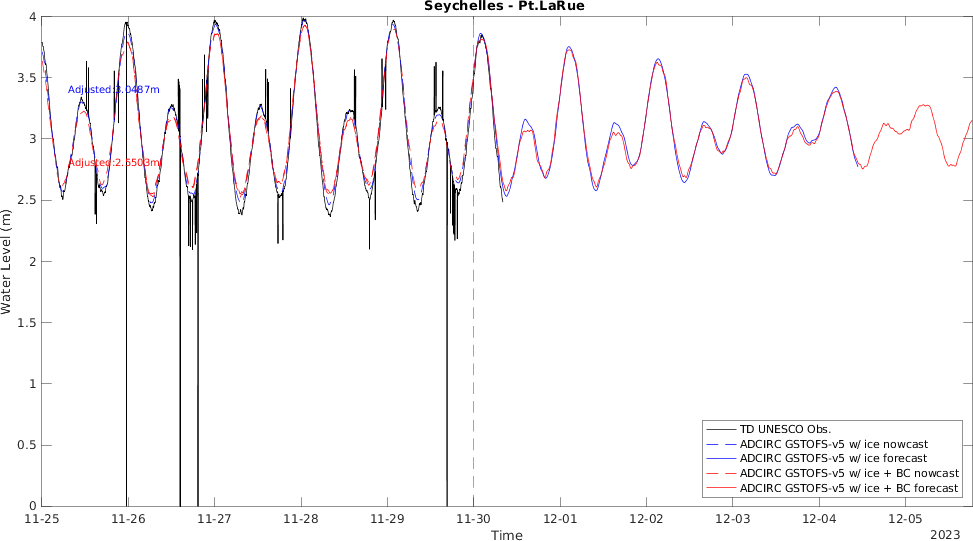 Seychelles - Pt.LaRue
Water Level (m)
4
3.5
3
2.5
2
1.5
1
0.5
0
Adjusted:3.0487m
Adjusted:2.6503m
TD UNESCO Obs.
ADCIRC GSTOFS-v5 w/ ice nowcast
ADCIRC GSTOFS-v5 w/ ice forecast
ADCIRC GSTOFS-v5 w/ ice + BC nowcast
ADCIRC GSTOFS-v5 w/ ice + BC forecast
11-25 11-26 11-27 11-28 11-29 11-30 12-01 12-02 12-03 12-04 12-05
Time
2023